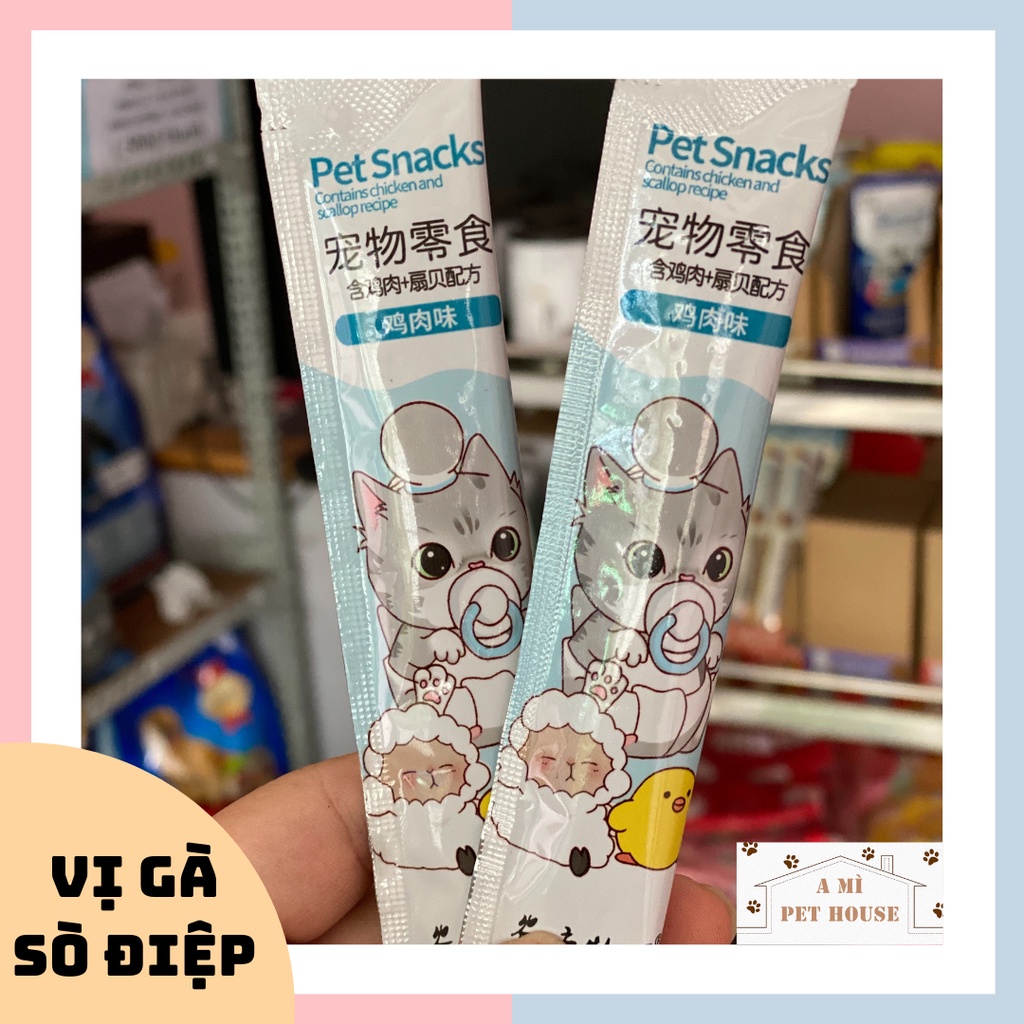 Pet Snacks
Contains chicken and
scallop recipe
宠物零食
含鸡肉+扇贝配方
鸡肉味
Pet Snacks
Contains chicken and
scallop recipe
宠物零食
含鸡肉+扇贝配方
鸡肉味
VỊ GÀ
SÒ ĐIỆP
A MÌ
PET HOUSE